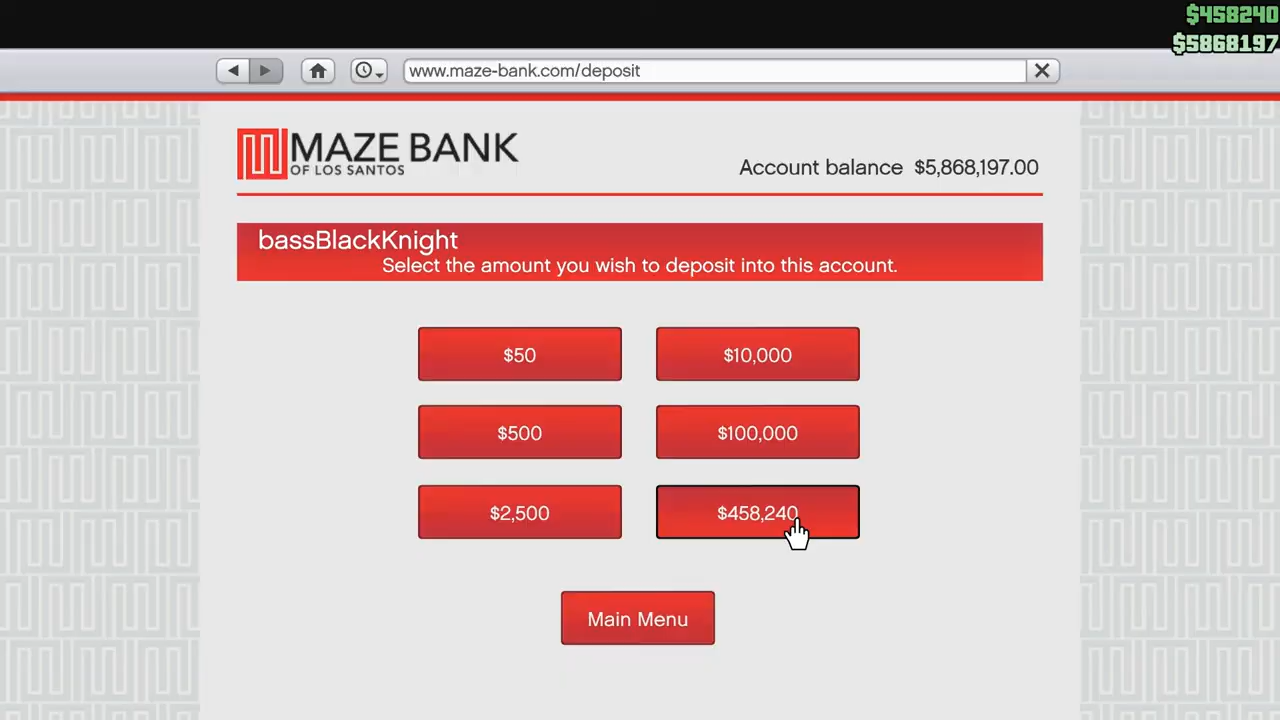 $458240
$5868197
www.maze-bank.com/deposit
MAZE BANK
OF LOS SANTOS
Account balance $5,868,197.00
bassBlackKnight
Select the amount you wish to deposit into this account.
$50
$10,000
$500
$100,000
$2,500
$458,240
Main Menu